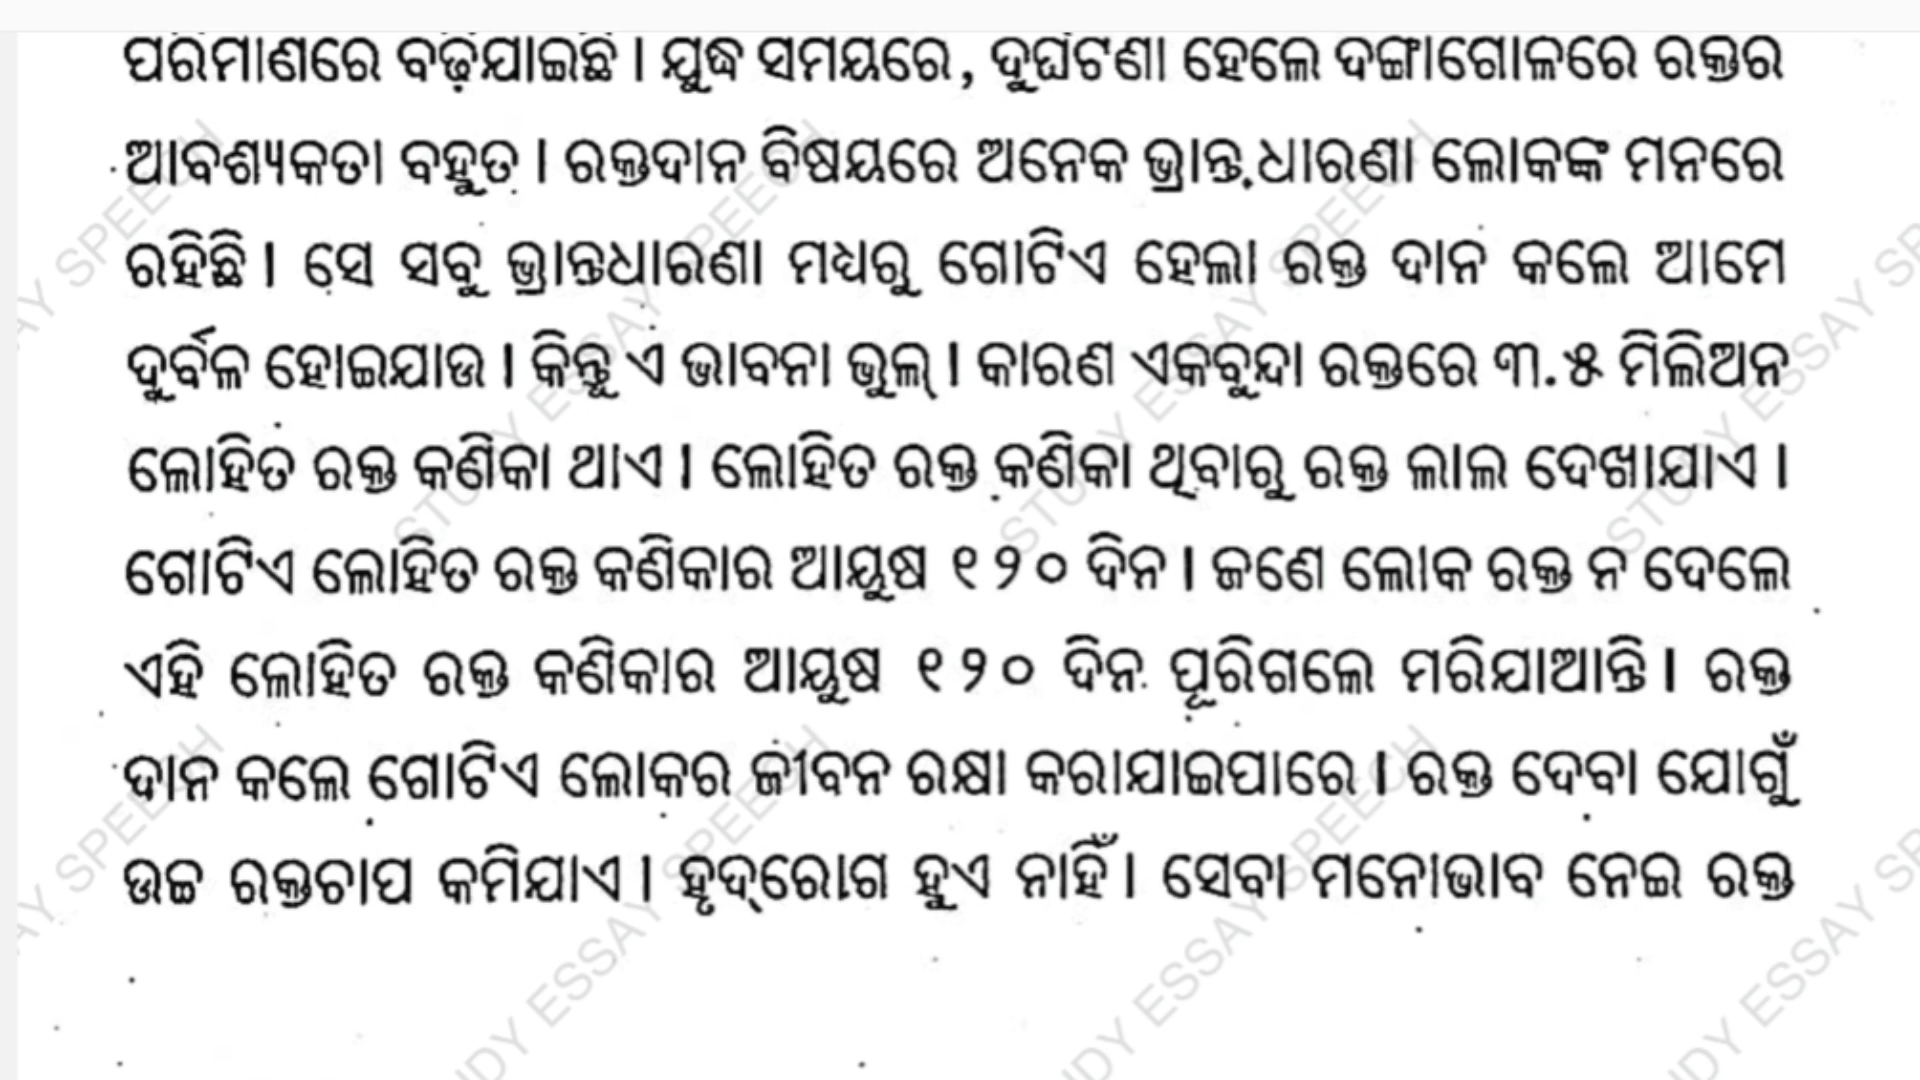 ପରିମାଣରେ ବଢ଼ିଯାଇଛି । ଯୁଦ୍ଧ ସମୟରେ, ଦୁର୍ଘଟଣା ହେଲେ ଦଙ୍ଗାଗୋଳରେ ରକ୍ତର
ଆବଶ୍ୟକତା ବହୁତ । ରକ୍ତଦାନ ବିଷୟରେ ଅନେକ ଭ୍ରାନ୍ତ ଧାରଣା ଲୋକଙ୍କ ମନରେ
ରହିଛି । ସେ ସବୁ ଭ୍ରାନ୍ତଧାରଣା ମଧ୍ୟରୁ ଗୋଟିଏ ହେଲା ରକ୍ତ ଦାନ କଲେ ଆମେ
ଦୁର୍ବଳ ହୋଇଯାଉ । କିନ୍ତୁ ଏ ଭାବନା ଭୁଲ୍ । କାରଣ ଏକବୁନ୍ଦା ରକ୍ତରେ ୩.୫ ମିଲିଅନ
ଲୋହିତ ରକ୍ତ କଣିକା ଥାଏ । ଲୋହିତ ରକ୍ତ କଣିକା ଥିବାରୁ ରକ୍ତ ଲାଲ ଦେଖାଯାଏ ।
ଗୋଟିଏ ଲୋହିତ ରକ୍ତ କଣିକାର ଆୟୁଷ ୧୨୦ ଦିନ । ଜଣେ ଲୋକ ରକ୍ତ ନ ଦେଲେ
ଏହି ଲୋହିତ ରକ୍ତ କଣିକାର ଆୟୁଷ ୧୨୦ ଦିନ ପୂରିଗଲେ ମରିଯାଆନ୍ତି । ରକ୍ତ
ଦାନ କଲେ ଗୋଟିଏ ଲୋକର ଜୀବନ ରକ୍ଷା କରାଯାଇପାରେ । ରକ୍ତ ଦେବା ଯୋଗୁଁ
ଉଚ୍ଚ ରକ୍ତଚାପ କମିଯାଏ । ହୃଦ୍‌ରୋଗ ହୁଏ ନାହିଁ । ସେବା ମନୋଭାବ ନେଇ ରକ୍ତ
STUDY ESSAY SPEECH